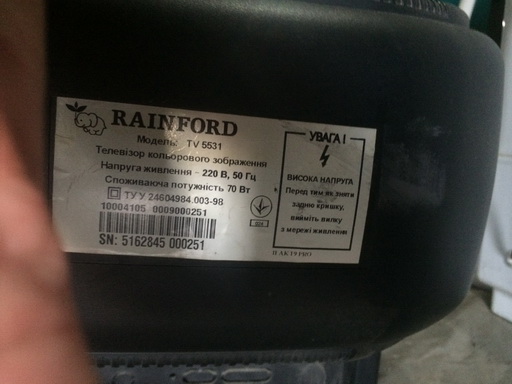 RAINFORD
Модель: TV 5531
Телевізор кольорового зображення
Напруга живлення ~ 220 В, 50 Гц
Споживаюча потужність 70 Вт
ТУ У 24604984.003-98
10004105 0009000251
SN: 5162845 000251
УВАГА !
ВИСОКА НАПРУГА
Перед тим як зняти
задню кришку,
вийміть вилку
з мережі живлення